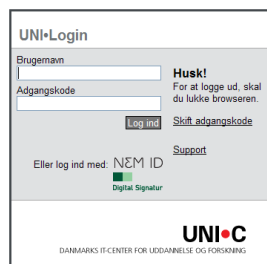 UNI•Login
Brugernavn
Husk!
For at logge ud, skal
du lukke browseren.
Adgangskode
Log ind
Skift adgangskode
Support
Eller log ind med: NEM ID
Digital Signatur
UNI•C
DANMARKS IT-CENTER FOR UDDANNELSE OG FORSKNING